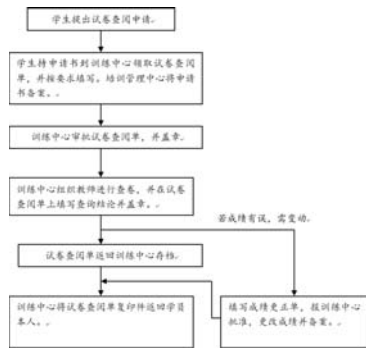 学生提出试卷查阅申请。
学生持申请书到训练中心领取试卷查阅
单，并按要求填写。培训管理中心将申请
书备案。
训练中心审批试卷查阅单，并盖章。
训练中心组织教师进行查卷，并在试卷
查阅单上填写查询结论并盖章。
若成绩有误，需变动。
试卷查阅单返回训练中心存档。
训练中心将试卷查阅单复印件返回学员
本人。
填写成绩更正单，报训练中心
批准，更改成绩并备案。